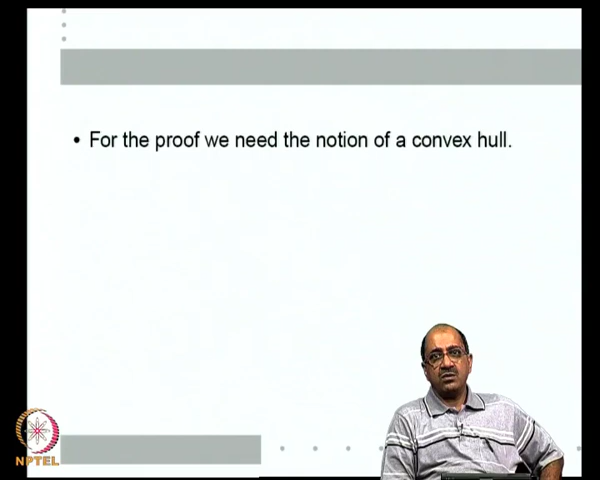 • For the proof we need the notion of a convex hull.
NPTEL